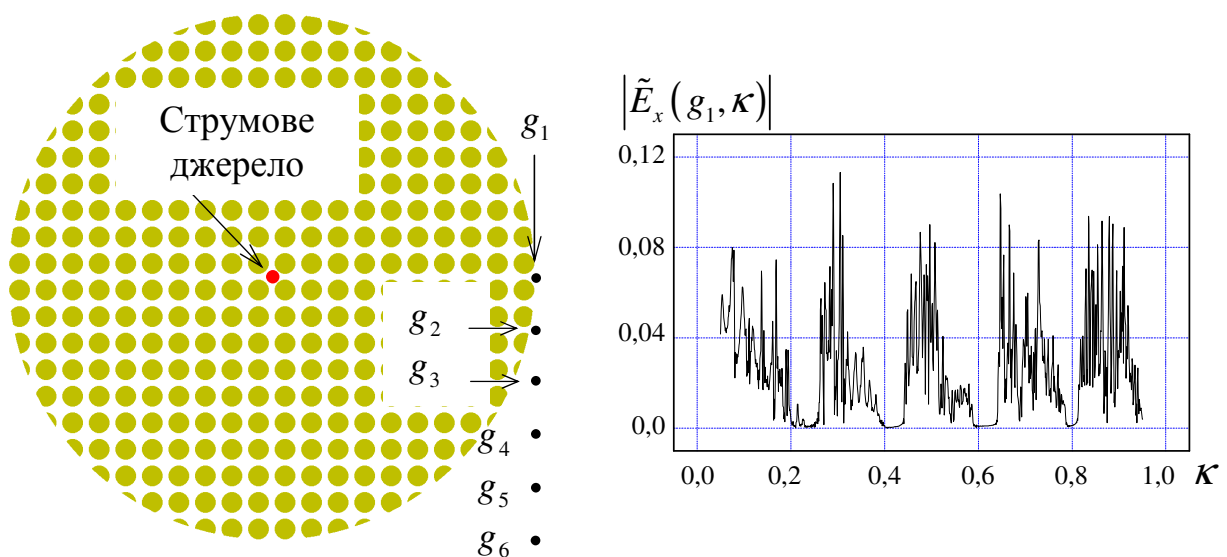 Струмове
джерело
g₁
g₂
g₃
g₄
g₅
g₆
|Ẽₓ(g₁, κ)|
0,12
0,08
0,04
0,0
0,0 0,2 0,4 0,6 0,8 1,0 κ